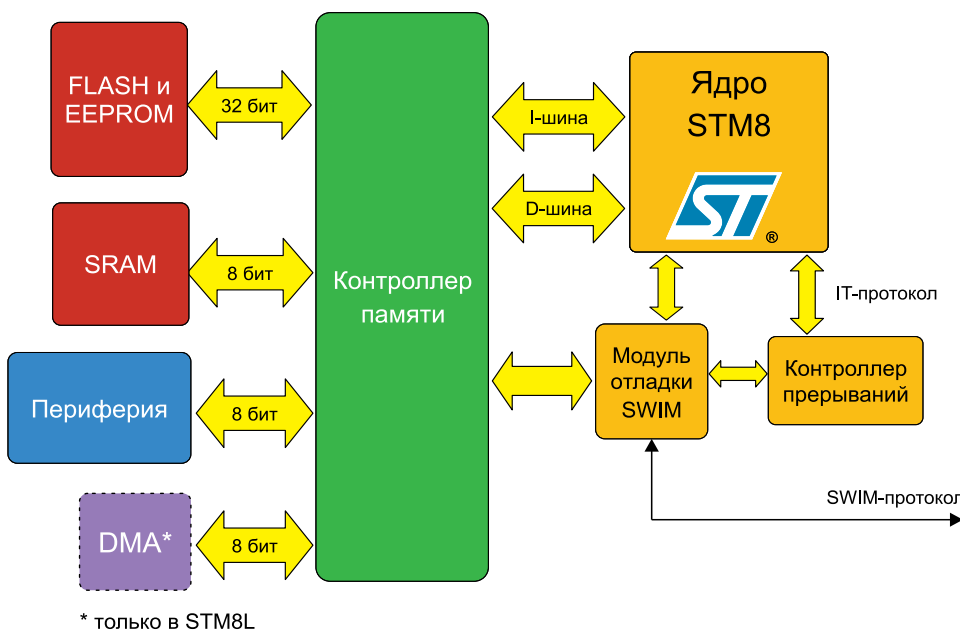 FLASH и
EEPROM
32 бит
SRAM
8 бит
Периферия
8 бит
DMA*
8 бит
* только в STM8L
Контроллер
памяти
I-шина
D-шина
Ядро
STM8
ST
®
IT-протокол
Модуль
отладки
SWIM
Контроллер
прерываний
SWIM-протокол